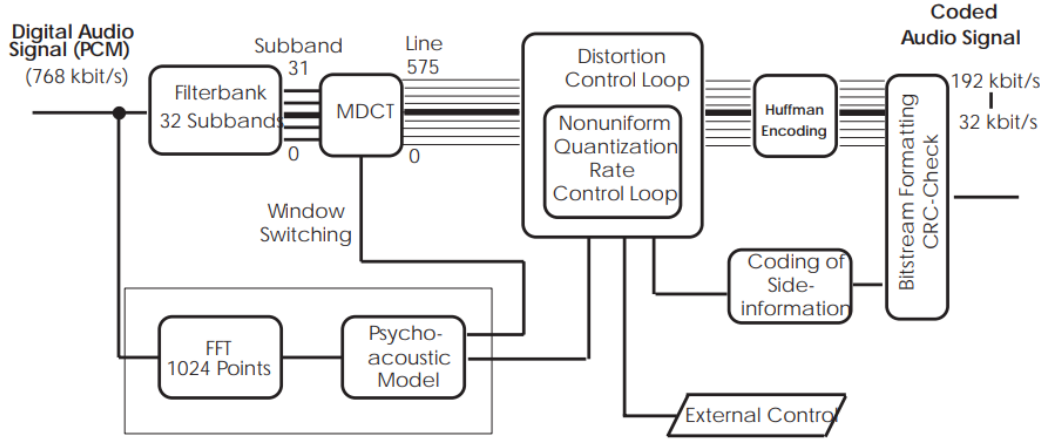 Digital Audio
Signal (PCM)
(768 kbit/s)
Filterbank
32 Subbands
Subband
31
0
MDCT
Line
575
0
Window
Switching
FFT
1024 Points
Psycho-
acoustic
Model
Distortion
Control Loop
Nonuniform
Quantization
Rate
Control Loop
Huffman
Encoding
Coding of
Side-
information
External Control
Bitstream Formatting
CRC-Check
Coded
Audio Signal
192 kbit/s
32 kbit/s